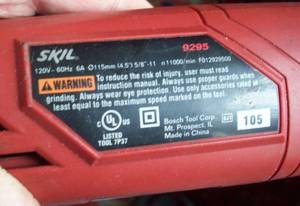 SKIL 9295
120V~ 60Hz 6A ∅115mm (4.5") 5/8"-11 n 11000/min F012929500
WARNING To reduce the risk of injury, user must read
instruction manual. Always use proper guards when
grinding. Always wear eye protection. Use only accessories rated at
least equal to the maximum speed marked on the tool.
C UL US
LISTED
TOOL 7P37
Bosch Tool Corp.
Mt. Prospect, IL
Made in China
105